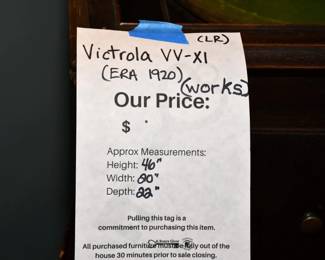 (LR)
Victrola VV-XI
(ERA 1920) (works)
Our Price:
$
Approx Measurements:
Height: 46"
Width: 20"
Depth: 22"
Pulling this tag is a
commitment to purchasing this item.
All purchased furniture must be fully out of the
house 30 minutes prior to sale closing.